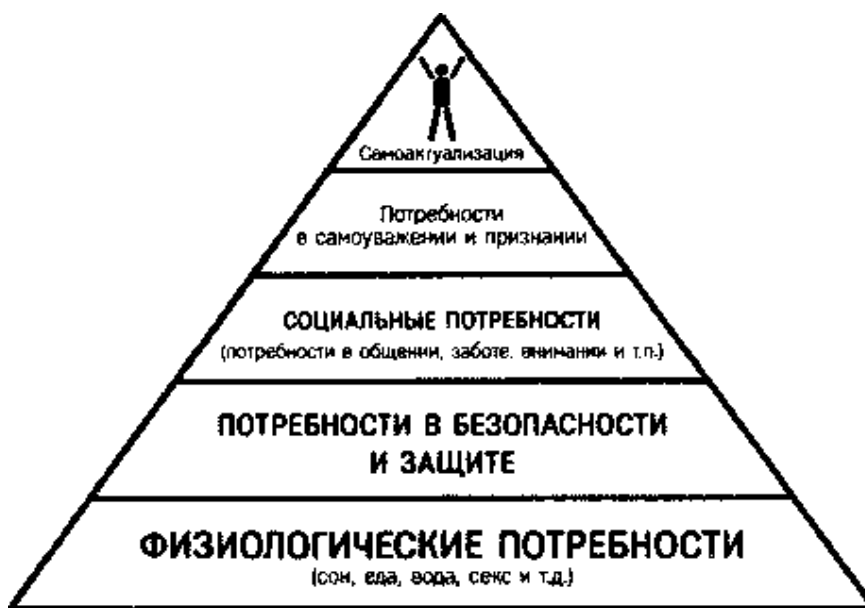 Самоактуализация
Потребности
в самоуважении и признании
СОЦИАЛЬНЫЕ ПОТРЕБНОСТИ
(потребности в общении, заботе, внимании и т.п.)
ПОТРЕБНОСТИ В БЕЗОПАСНОСТИ
И ЗАЩИТЕ
ФИЗИОЛОГИЧЕСКИЕ ПОТРЕБНОСТИ
(сон, еда, вода, секс и т.д.)